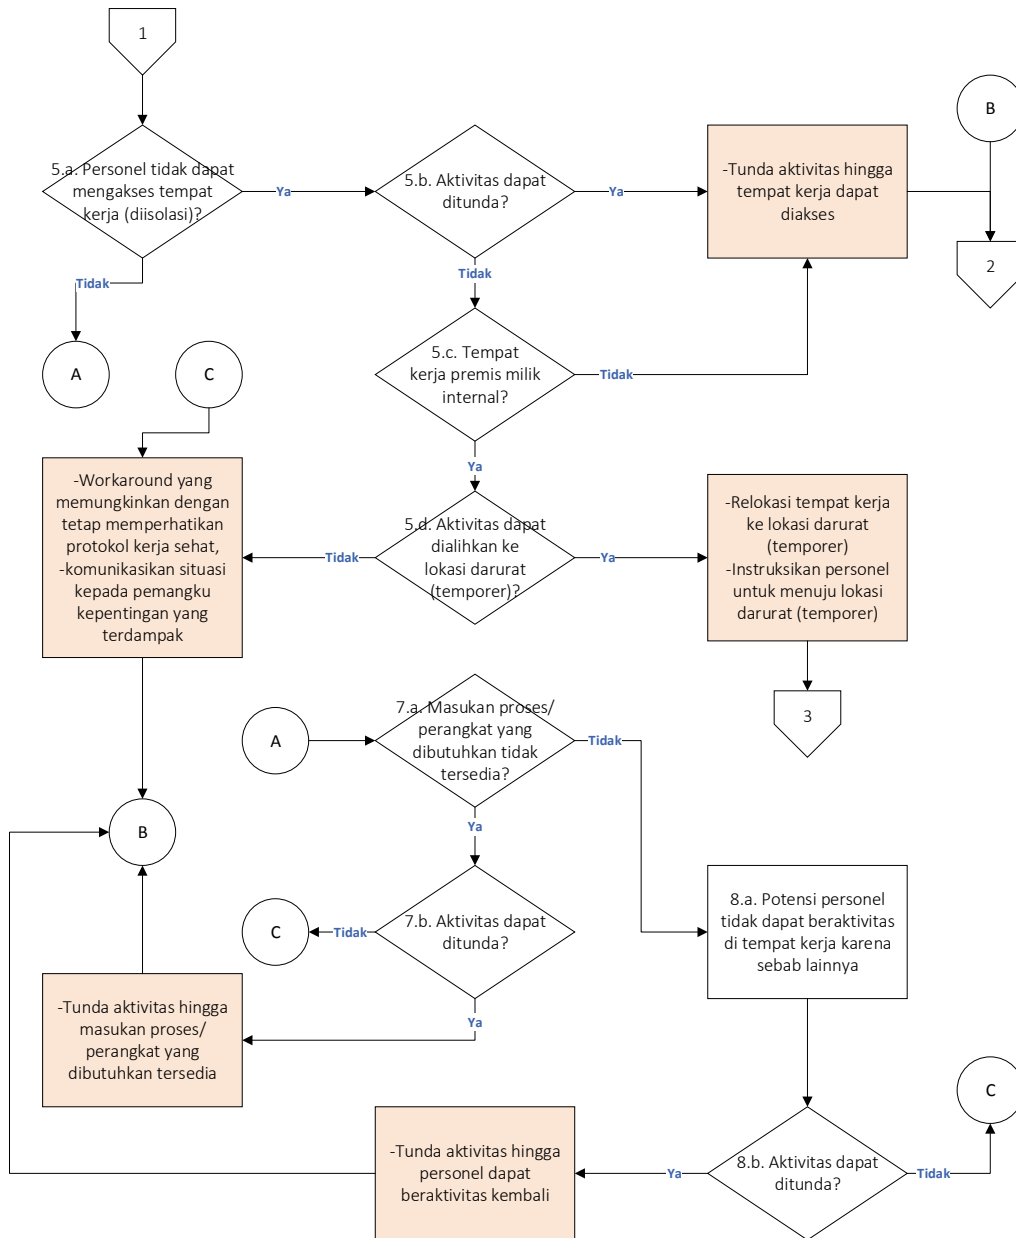 1
5.a. Personel tidak dapat
mengakses tempat
kerja (diisolasi)?
Ya
5.b. Aktivitas dapat
ditunda?
Ya
-Tunda aktivitas hingga
tempat kerja dapat
diakses
B
2
Tidak
A
C
Tidak
5.c. Tempat
kerja premis milik
internal?
Tidak
Ya
-Workaround yang
memungkinkan dengan
tetap memperhatikan
protokol kerja sehat,
-komunikasikan situasi
kepada pemangku
kepentingan yang
terdampak
Tidak
5.d. Aktivitas dapat
dialihkan ke
lokasi darurat
(temporer)?
Ya
-Relokasi tempat kerja
ke lokasi darurat
(temporer)
-Instruksikan personel
untuk menuju lokasi
darurat (temporer)
3
A
7.a. Masukan proses/
perangkat yang
dibutuhkan tidak
tersedia?
Tidak
Ya
B
C
Tidak
7.b. Aktivitas dapat
ditunda?
Ya
8.a. Potensi personel
tidak dapat beraktivitas
di tempat kerja karena
sebab lainnya
-Tunda aktivitas hingga
masukan proses/
perangkat yang
dibutuhkan tersedia
C
-Tunda aktivitas hingga
personel dapat
beraktivitas kembali
Ya
8.b. Aktivitas dapat
ditunda?
Tidak